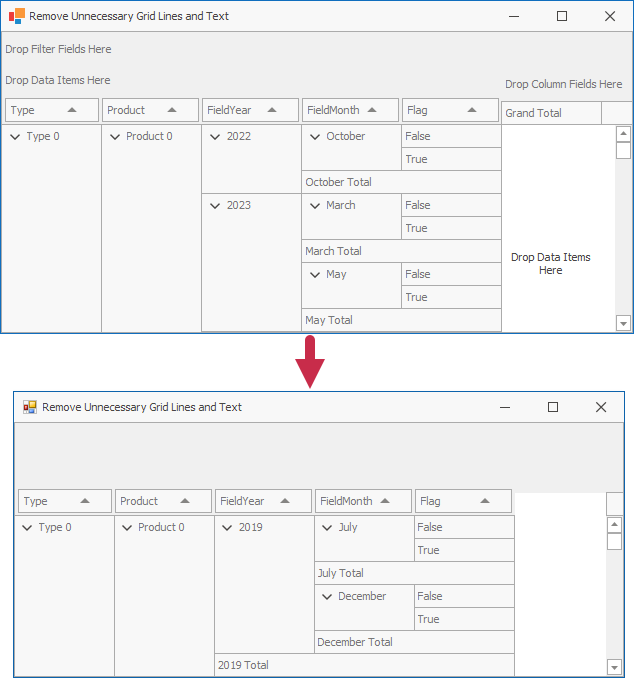 Remove Unnecessary Grid Lines and Text
Drop Filter Fields Here
Drop Data Items Here
Drop Column Fields Here
Type Product FieldYear FieldMonth Flag Grand Total
Type 0 Product 0 2022 October False
True
October Total
2023 March False
True
March Total
Drop Data Items
Here
May False
True
May Total
Remove Unnecessary Grid Lines and Text
Type Product FieldYear FieldMonth Flag
Type 0 Product 0 2019 July False
True
July Total
December False
True
December Total
2019 Total